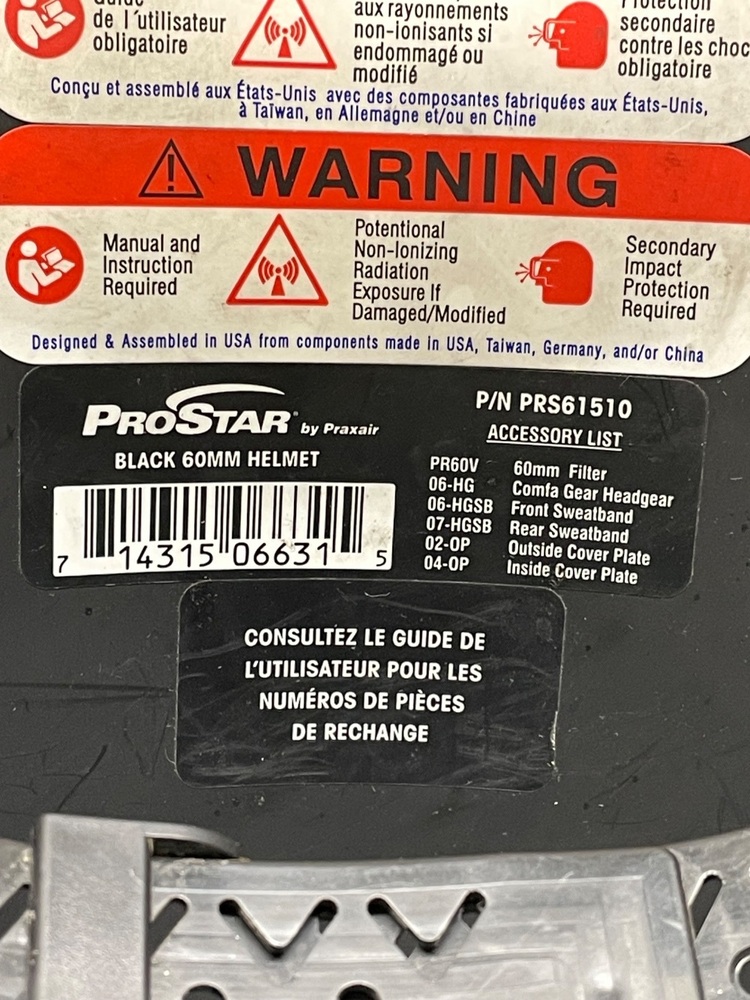 de l'utilisateur
obligatoire
aux rayonnements
non-ionisants si
endommagé ou
modifié
secondaire
contre les choc
obligatoire
Conçu et assemblé aux États-Unis avec des composantes fabriquées aux États-Unis,
à Taïwan, en Allemagne et/ou en Chine
WARNING
Manual and
Instruction
Required
Potentional
Non-Ionizing
Radiation
Exposure If
Damaged/Modified
Secondary
Impact
Protection
Required
Designed & Assembled in USA from components made in USA, Taiwan, Germany, and/or China
PROSTAR by Praxair
BLACK 60MM HELMET
7 14315 06631 5
P/N PRS61510
ACCESSORY LIST
PR60V 60mm Filter
06-HG Comfa Gear Headgear
06-HGSB Front Sweatband
07-HGSB Rear Sweatband
02-OP Outside Cover Plate
04-OP Inside Cover Plate
CONSULTEZ LE GUIDE DE
L'UTILISATEUR POUR LES
NUMÉROS DE PIÈCES
DE RECHANGE